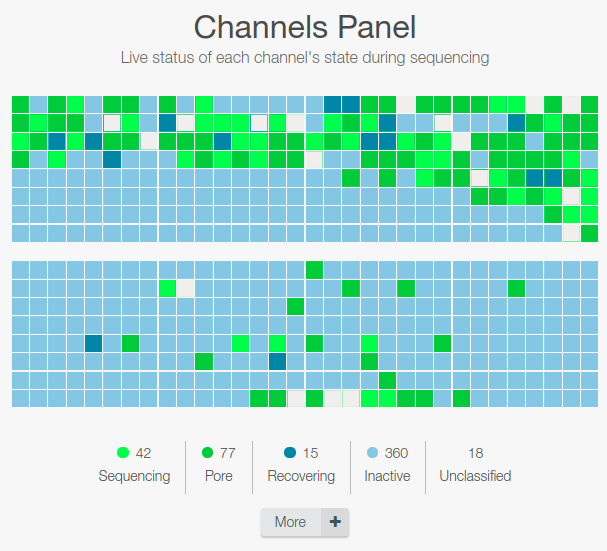 Channels Panel
Live status of each channel's state during sequencing
42 77 15 360 18
Sequencing Pore Recovering Inactive Unclassified
More +